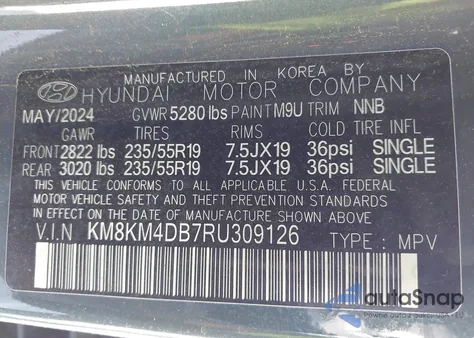 MANUFACTURED IN KOREA BY
HYUNDAI MOTOR COMPANY
MAY/2024 GVWR 5280 lbs PAINT M9U TRIM NNB
GAWR TIRES RIMS COLD TIRE INFL
FRONT 2822 lbs 235/55R19 7.5JX19 36psi SINGLE
REAR 3020 lbs 235/55R19 7.5JX19 36psi SINGLE
THIS VEHICLE CONFORMS TO ALL APPLICABLE U.S.A. FEDERAL
MOTOR VEHICLE SAFETY AND THEFT PREVENTION STANDARDS
IN EFFECT ON THE DATE OF MANUFACTURE SHOWN ABOVE.
V.I.N KM8KM4DB7RU309126 TYPE : MPV
autoSnap